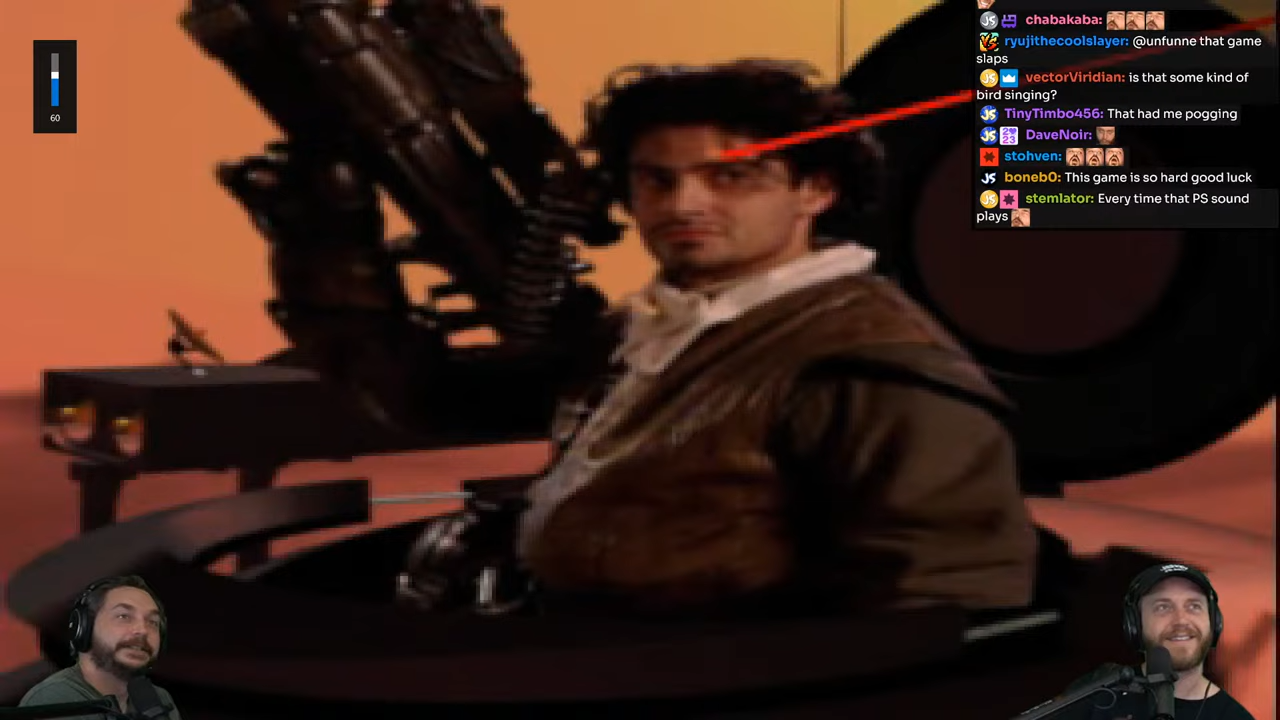 chabakaba:
ryujithecoolslayer: @unfunne that game
slaps
vectorViridian: is that some kind of
bird singing?
TinyTimbo456: That had me pogging
DaveNoir:
stohven:
boneb0: This game is so hard good luck
stemlator: Every time that PS sound
plays
60